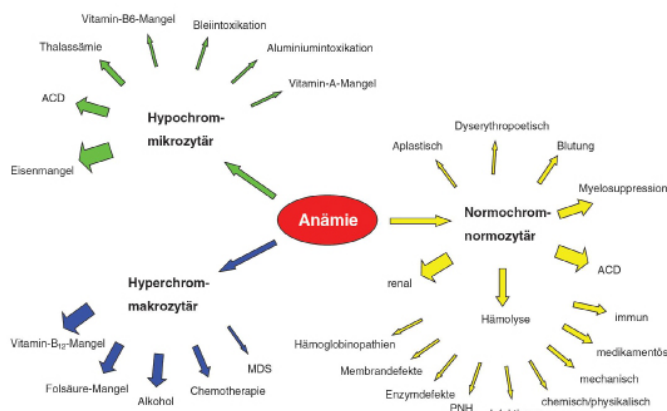 Vitamin-B6-Mangel
Bleiintoxikation
Thalassämie
Aluminiumintoxikation
Vitamin-A-Mangel
ACD
Hypochrom-
mikrozytär
Eisenmangel
Anämie
Dyserythropoetisch
Aplastisch
Blutung
Myelosuppression
Normochrom-
normozytär
ACD
renal
Hämolyse
immun
medikamentös
mechanisch
chemisch/physikalisch
PNH
Enzymdefekte
Membrandefekte
Hämoglobinopathien
Hyperchrom-
makrozytär
Vitamin-B12-Mangel
Folsäure-Mangel
Alkohol
Chemotherapie
MDS